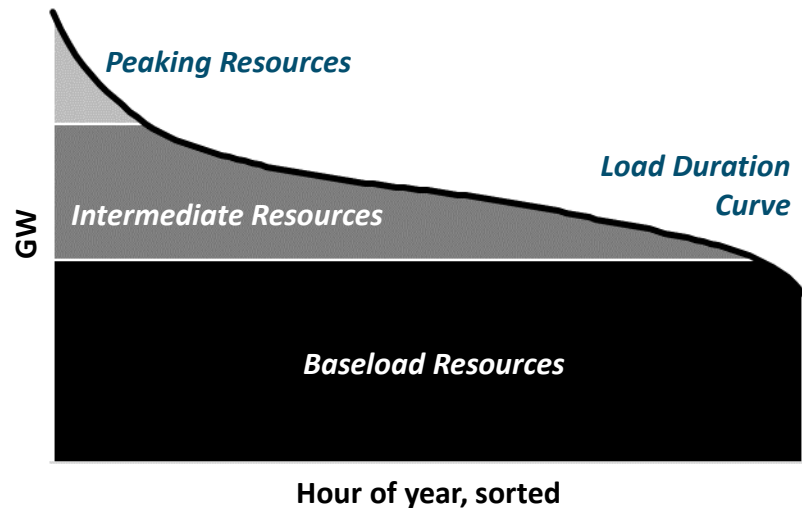 Peaking Resources
Load Duration
Curve
Intermediate Resources
GW
Baseload Resources
Hour of year, sorted